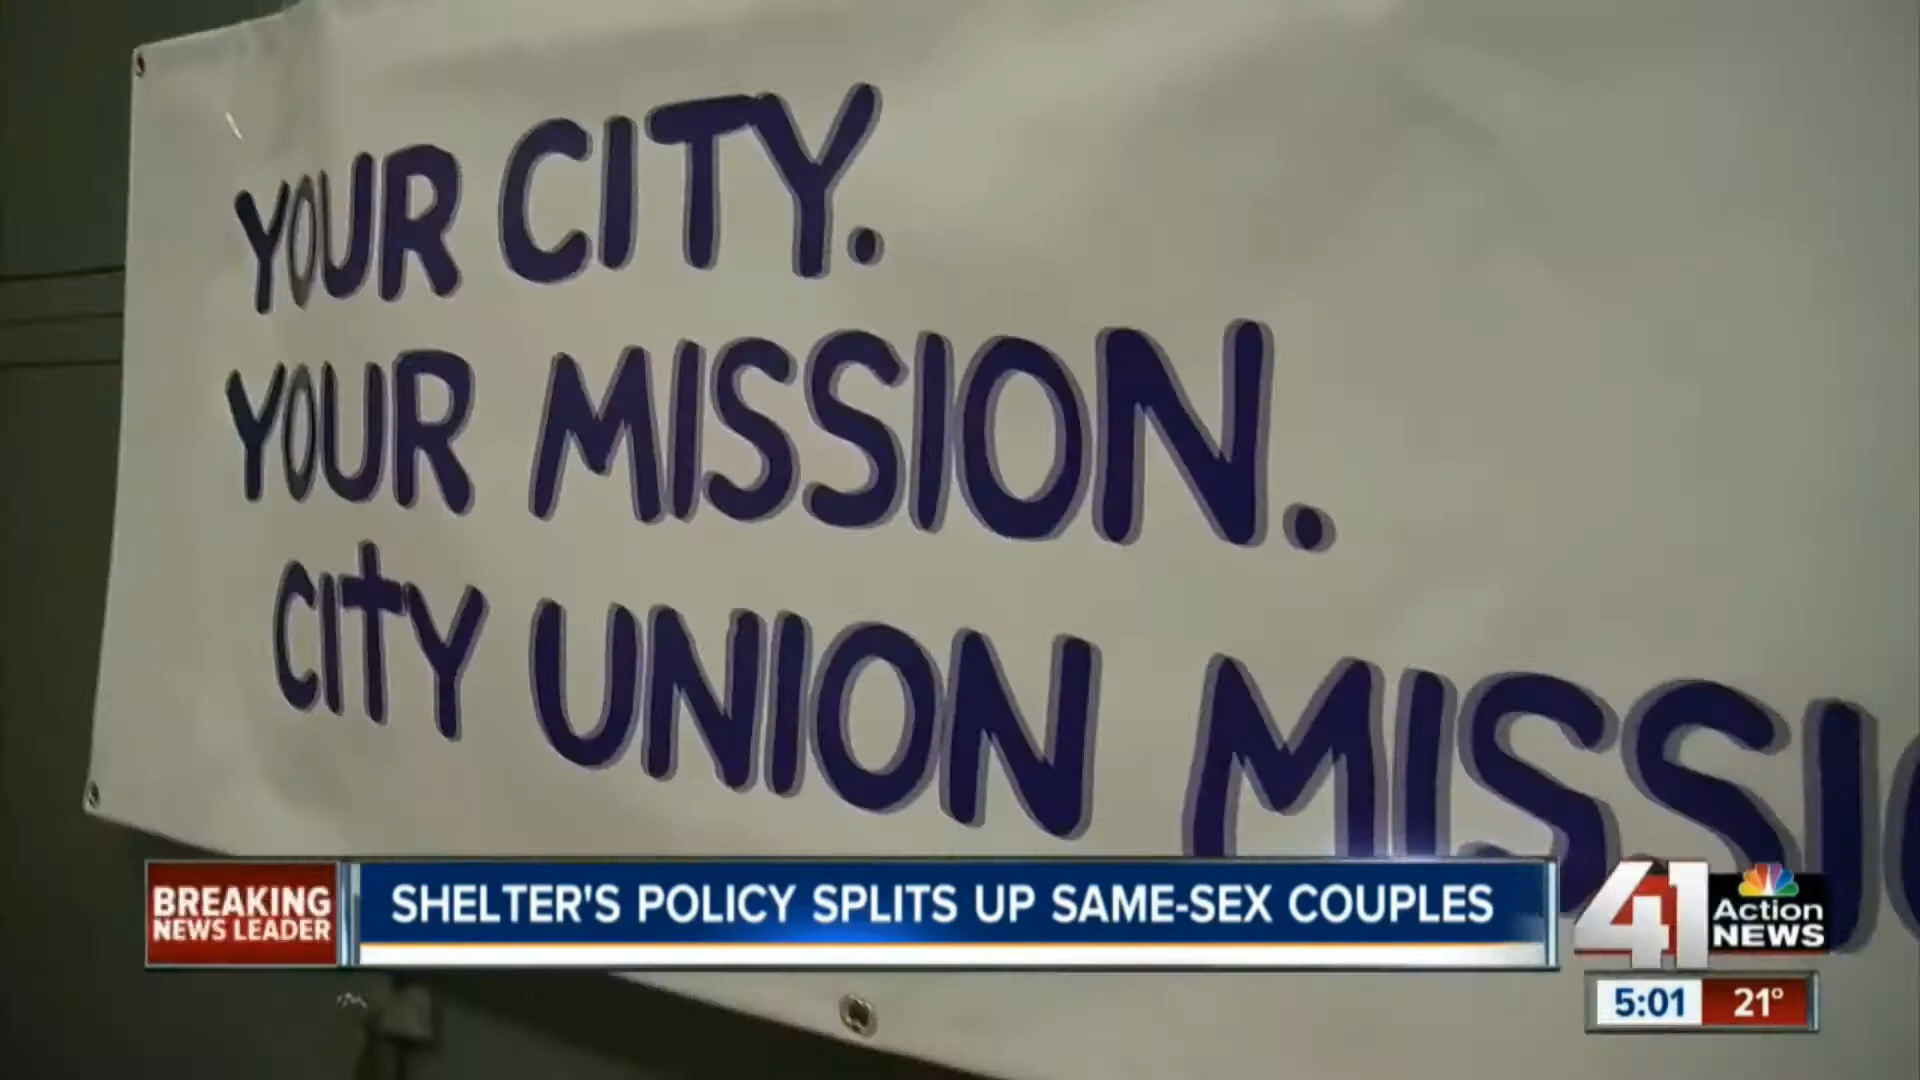 YOUR CITY.
YOUR MISSION.
CITY UNION MISSI
BREAKING
NEWS LEADER
SHELTER'S POLICY SPLITS UP SAME-SEX COUPLES
41
Action
NEWS
5:01
21°